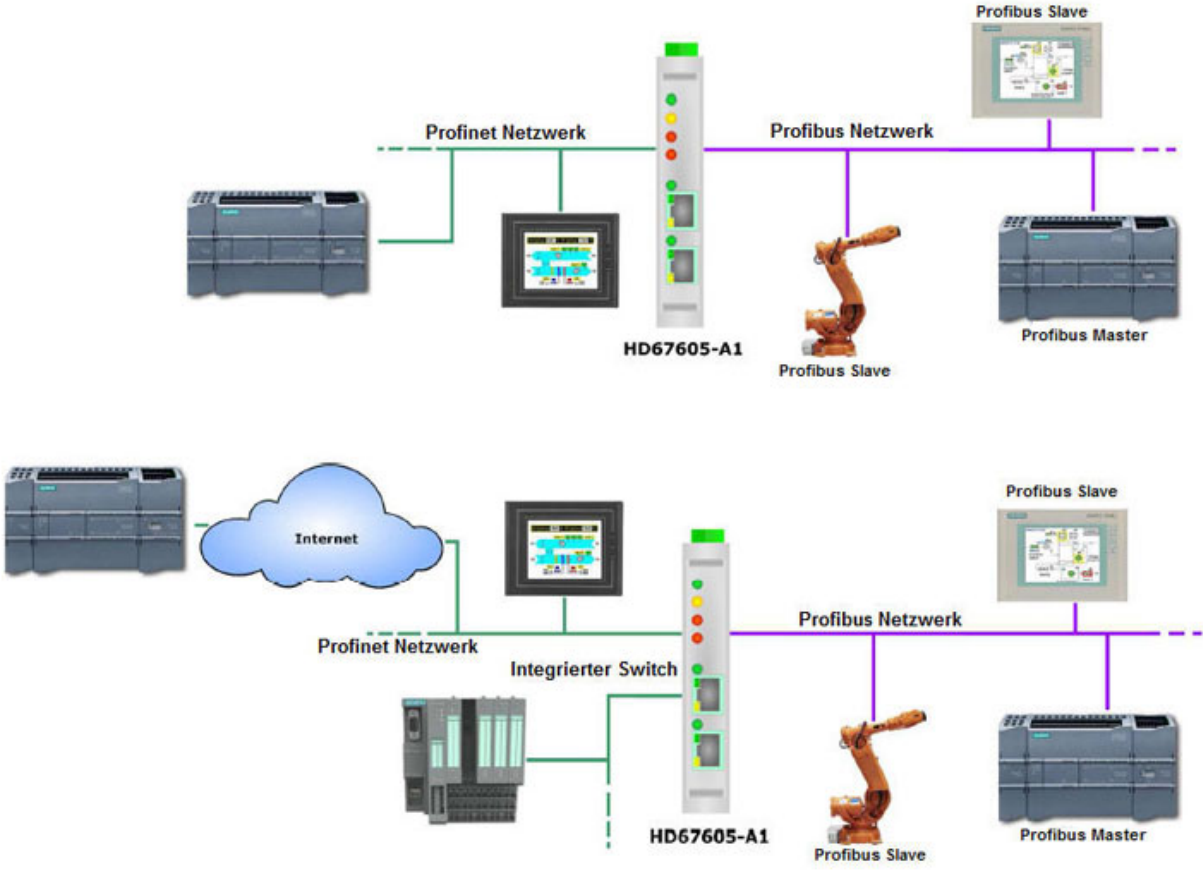 Profibus Slave
Profinet Netzwerk
Profibus Netzwerk
HD67605-A1
Profibus Master
Profibus Slave
Profibus Slave
Internet
Profibus Netzwerk
Profinet Netzwerk
Integrierter Switch
HD67605-A1
Profibus Master
Profibus Slave